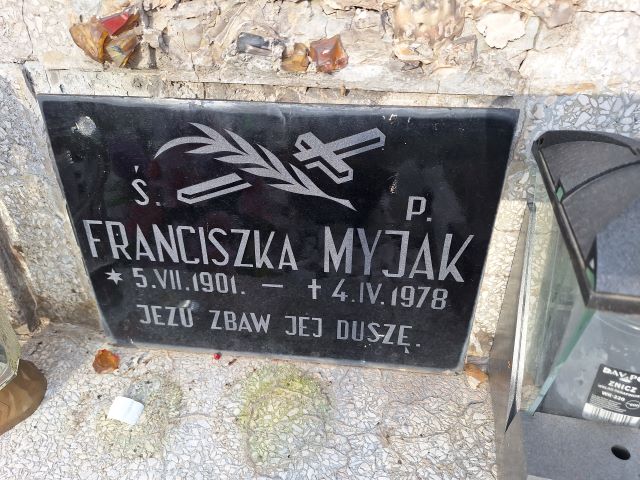 Ś. P.
FRANCISZKA MYJAK
* 5.VII.1901. — † 4.IV.1978
JEZU ZBAW JEJ DUSZĘ.
ZNICZ